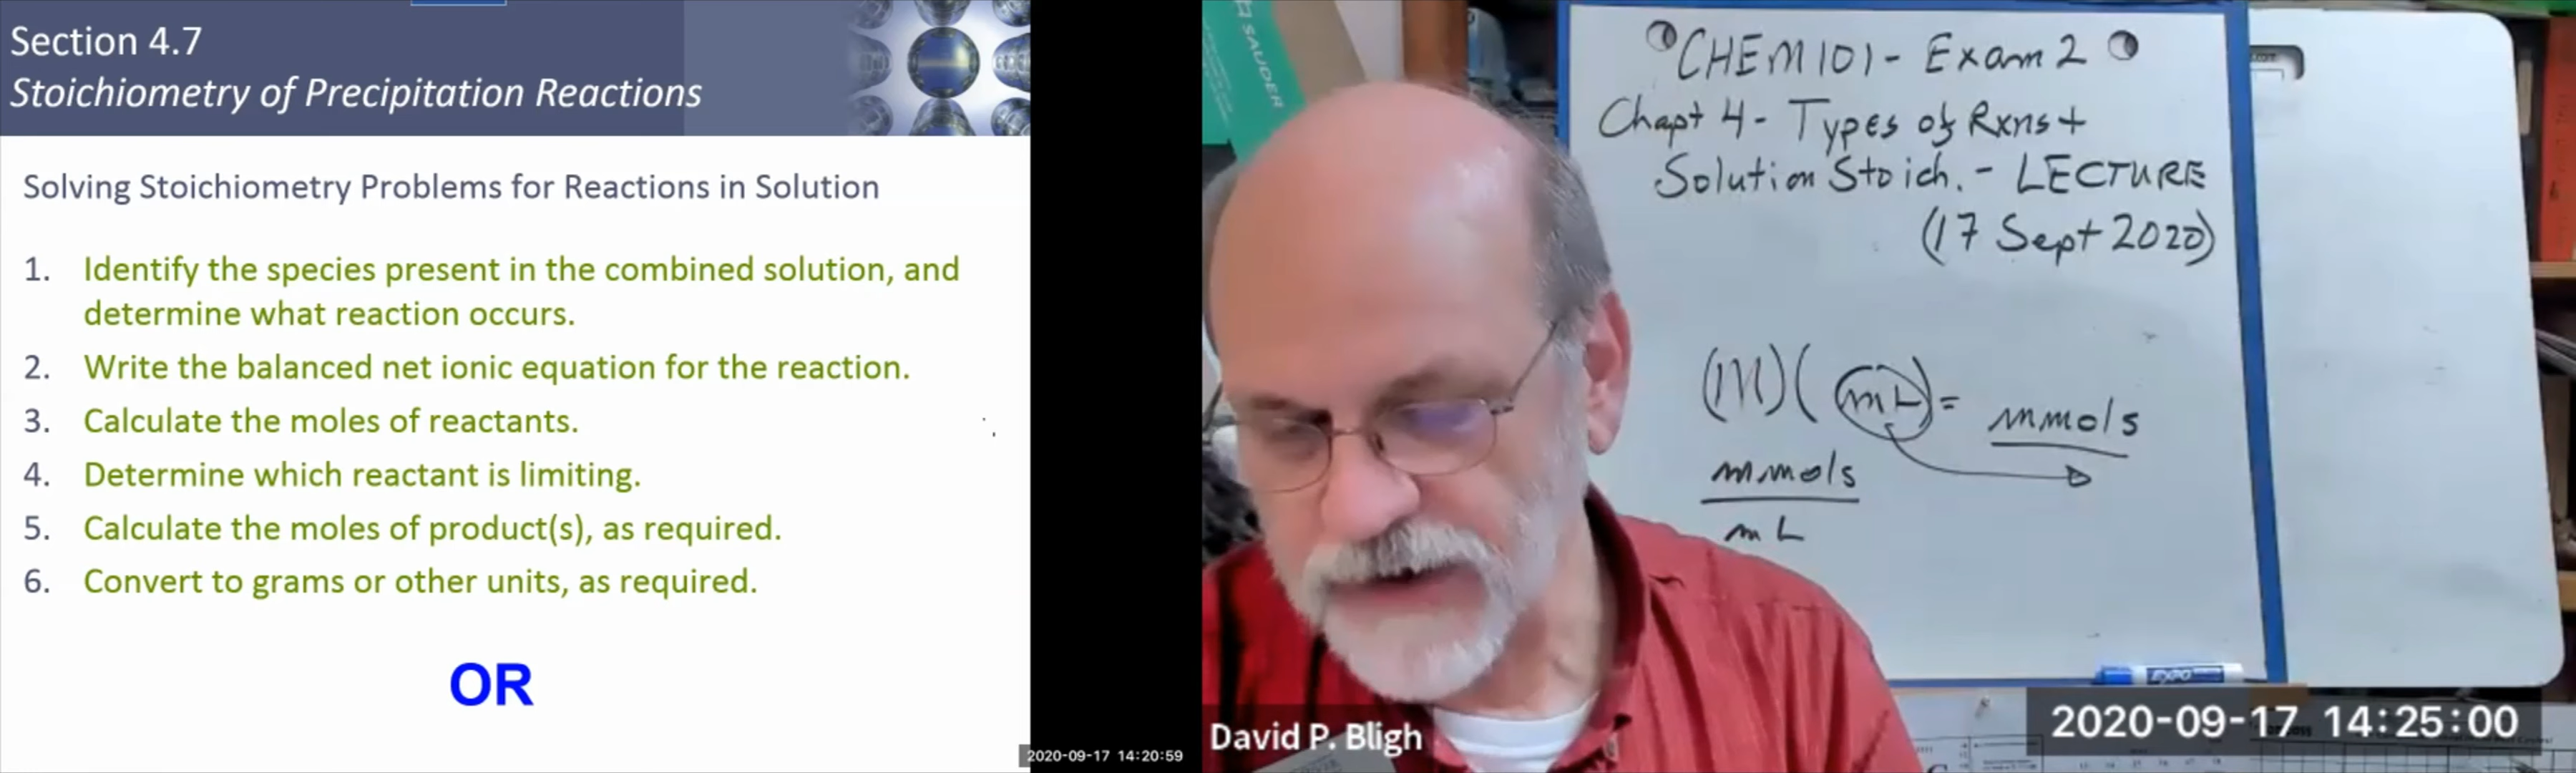 Section 4.7
Stoichiometry of Precipitation Reactions
Solving Stoichiometry Problems for Reactions in Solution
1. Identify the species present in the combined solution, and
determine what reaction occurs.
2. Write the balanced net ionic equation for the reaction.
3. Calculate the moles of reactants.
4. Determine which reactant is limiting.
5. Calculate the moles of product(s), as required.
6. Convert to grams or other units, as required.
OR
2020-09-17 14:20:59
SAUDER
CHEM 101 - Exam 2
Chapt 4 - Types of Rxns +
Solution Stoich. - LECTURE
(17 Sept 2020)
(M)(mL) = mmols
mmols
mL
EXPO
David P. Bligh
2020-09-17 14:25:00